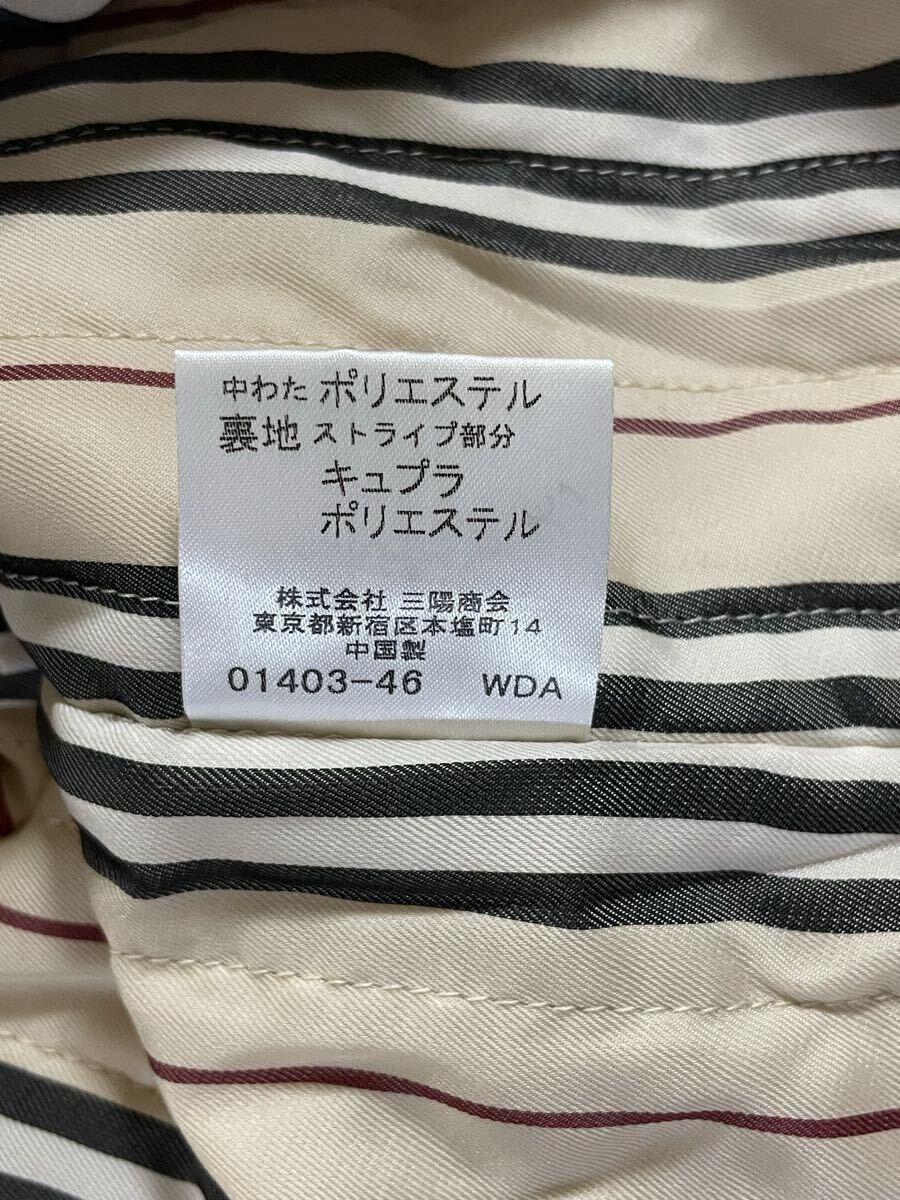 中わた ポリエステル
裏地 ストライプ部分
キュプラ
ポリエステル
株式会社 三陽商会
東京都新宿区本塩町14
中国製
01403-46 WDA